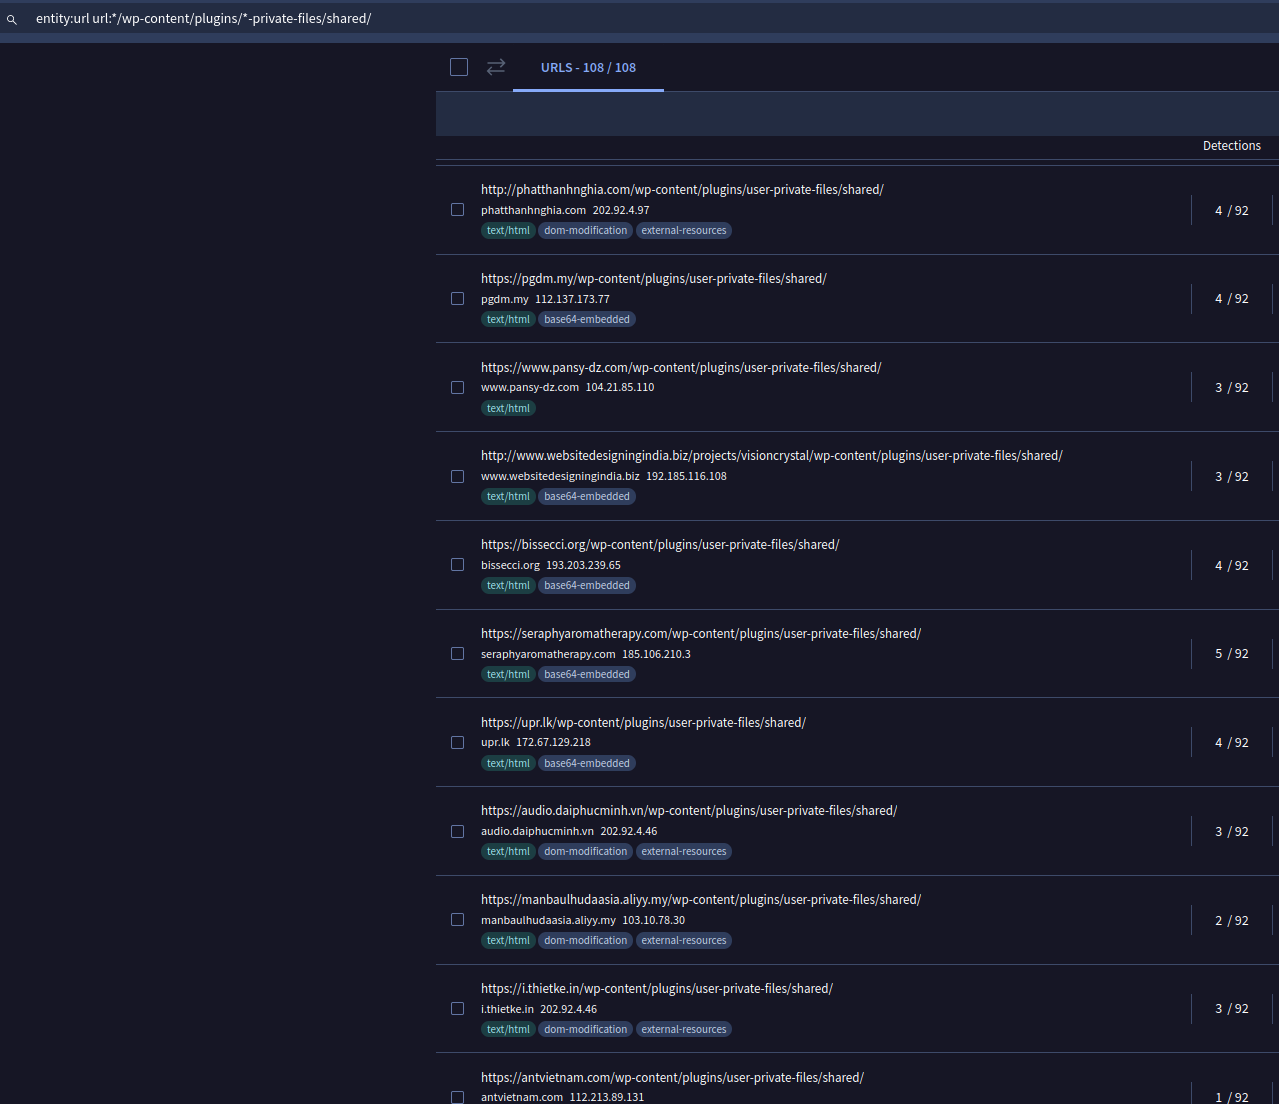 entity:url url:*/wp-content/plugins/*-private-files/shared/
URLS - 108 / 108
Detections
http://phatthanhnghia.com/wp-content/plugins/user-private-files/shared/
phatthanhnghia.com 202.92.4.97
4 / 92
text/html dom-modification external-resources
https://pgdm.my/wp-content/plugins/user-private-files/shared/
pgdm.my 112.137.173.77
4 / 92
text/html base64-embedded
https://www.pansy-dz.com/wp-content/plugins/user-private-files/shared/
www.pansy-dz.com 104.21.85.110
3 / 92
text/html
http://www.websitedesigningindia.biz/projects/visioncrystal/wp-content/plugins/user-private-files/shared/
www.websitedesigningindia.biz 192.185.116.108
3 / 92
text/html base64-embedded
https://bissecci.org/wp-content/plugins/user-private-files/shared/
bissecci.org 193.203.239.65
4 / 92
text/html base64-embedded
https://seraphyaromatherapy.com/wp-content/plugins/user-private-files/shared/
seraphyaromatherapy.com 185.106.210.3
5 / 92
text/html base64-embedded
https://upr.lk/wp-content/plugins/user-private-files/shared/
upr.lk 172.67.129.218
4 / 92
text/html base64-embedded
https://audio.daiphucminh.vn/wp-content/plugins/user-private-files/shared/
audio.daiphucminh.vn 202.92.4.46
3 / 92
text/html dom-modification external-resources
https://manbaulhudaasia.aliyy.my/wp-content/plugins/user-private-files/shared/
manbaulhudaasia.aliyy.my 103.10.78.30
2 / 92
text/html dom-modification external-resources
https://i.thietke.in/wp-content/plugins/user-private-files/shared/
i.thietke.in 202.92.4.46
3 / 92
text/html dom-modification external-resources
https://antvietnam.com/wp-content/plugins/user-private-files/shared/
antvietnam.com 112.213.89.131
1 / 92